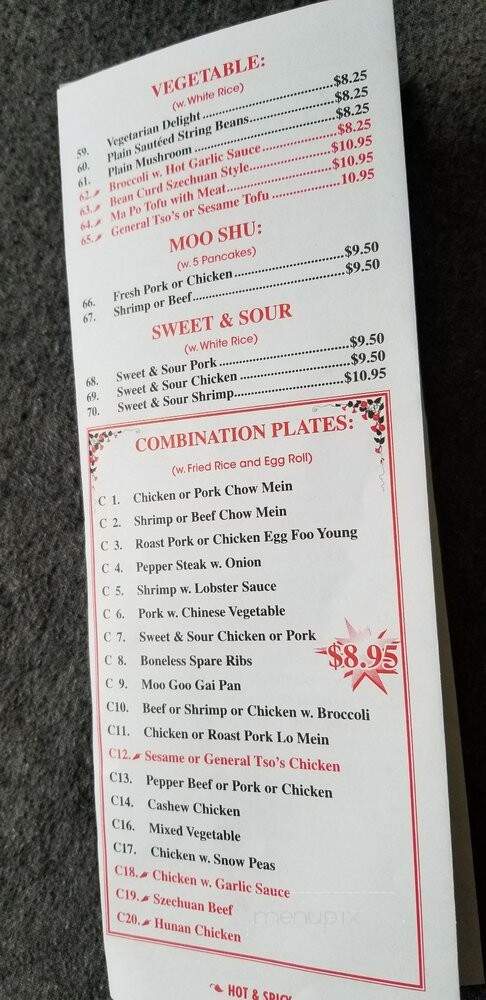 VEGETABLE:
(w. White Rice)
59. Vegetarian Delight $8.25
60. Plain Sautéed String Beans $8.25
61. Plain Mushroom $8.25
62. Broccoli w. Hot Garlic Sauce $8.25
63. Bean Curd Szechuan Style $10.95
64. Ma Po Tofu with Meat $10.95
65. General Tso's or Sesame Tofu 10.95
MOO SHU:
(w. 5 Pancakes)
66. Fresh Pork or Chicken $9.50
67. Shrimp or Beef $9.50
SWEET & SOUR
(w. White Rice)
68. Sweet & Sour Pork $9.50
69. Sweet & Sour Chicken $9.50
70. Sweet & Sour Shrimp $10.95
COMBINATION PLATES:
(w. Fried Rice and Egg Roll)
C 1. Chicken or Pork Chow Mein
C 2. Shrimp or Beef Chow Mein
C 3. Roast Pork or Chicken Egg Foo Young
C 4. Pepper Steak w. Onion
C 5. Shrimp w. Lobster Sauce
C 6. Pork w. Chinese Vegetable
C 7. Sweet & Sour Chicken or Pork
C 8. Boneless Spare Ribs
$8.95
C 9. Moo Goo Gai Pan
C10. Beef or Shrimp or Chicken w. Broccoli
C11. Chicken or Roast Pork Lo Mein
C12. Sesame or General Tso's Chicken
C13. Pepper Beef or Pork or Chicken
C14. Cashew Chicken
C16. Mixed Vegetable
C17. Chicken w. Snow Peas
C18. Chicken w. Garlic Sauce
C19. Szechuan Beef
C20. Hunan Chicken
menupix
HOT & SPICY